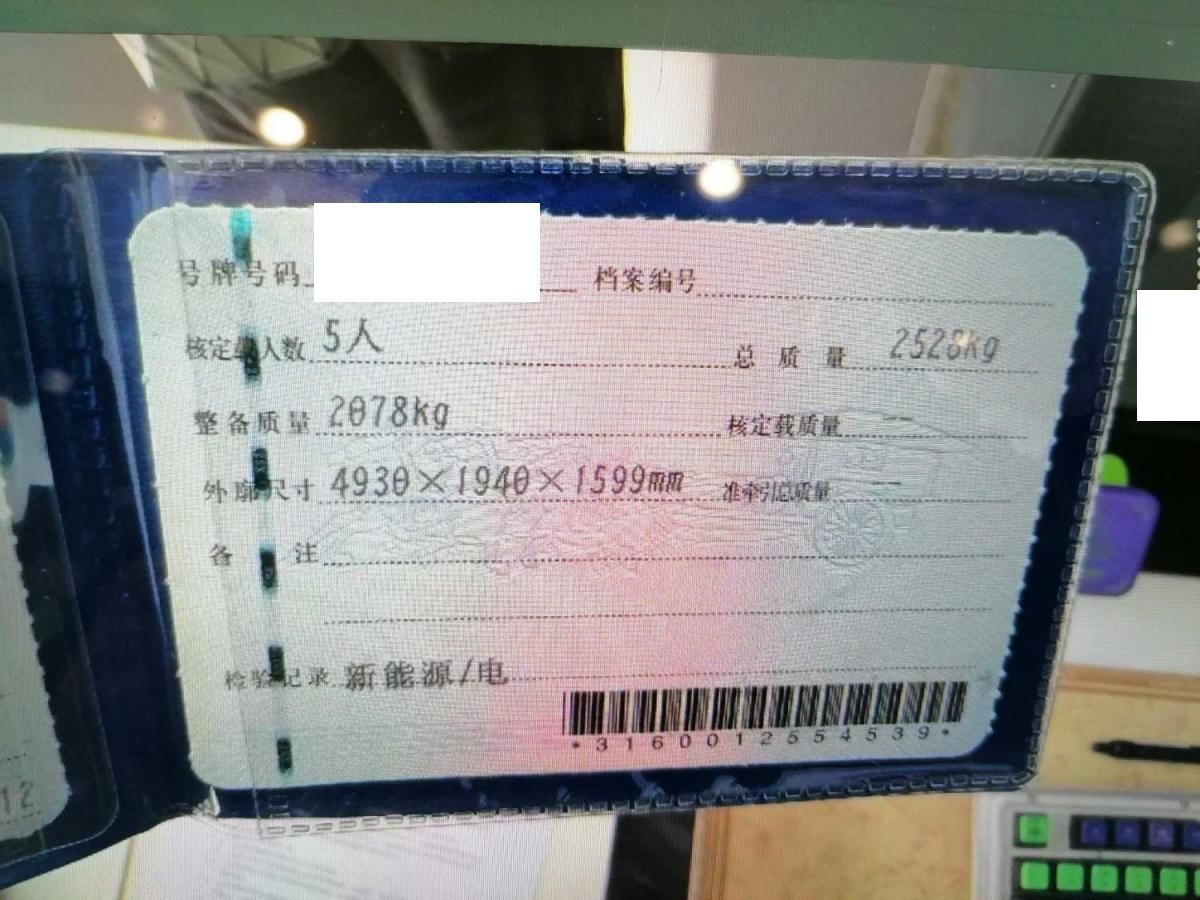 号牌号码 档案编号
核定载人数 5人 总质量 2528kg
整备质量 2078kg 核定载质量 --
外廓尺寸 4930×1940×1599mm 准牵引总质量 --
备注
检验记录 新能源/电
*3160012554539*
12